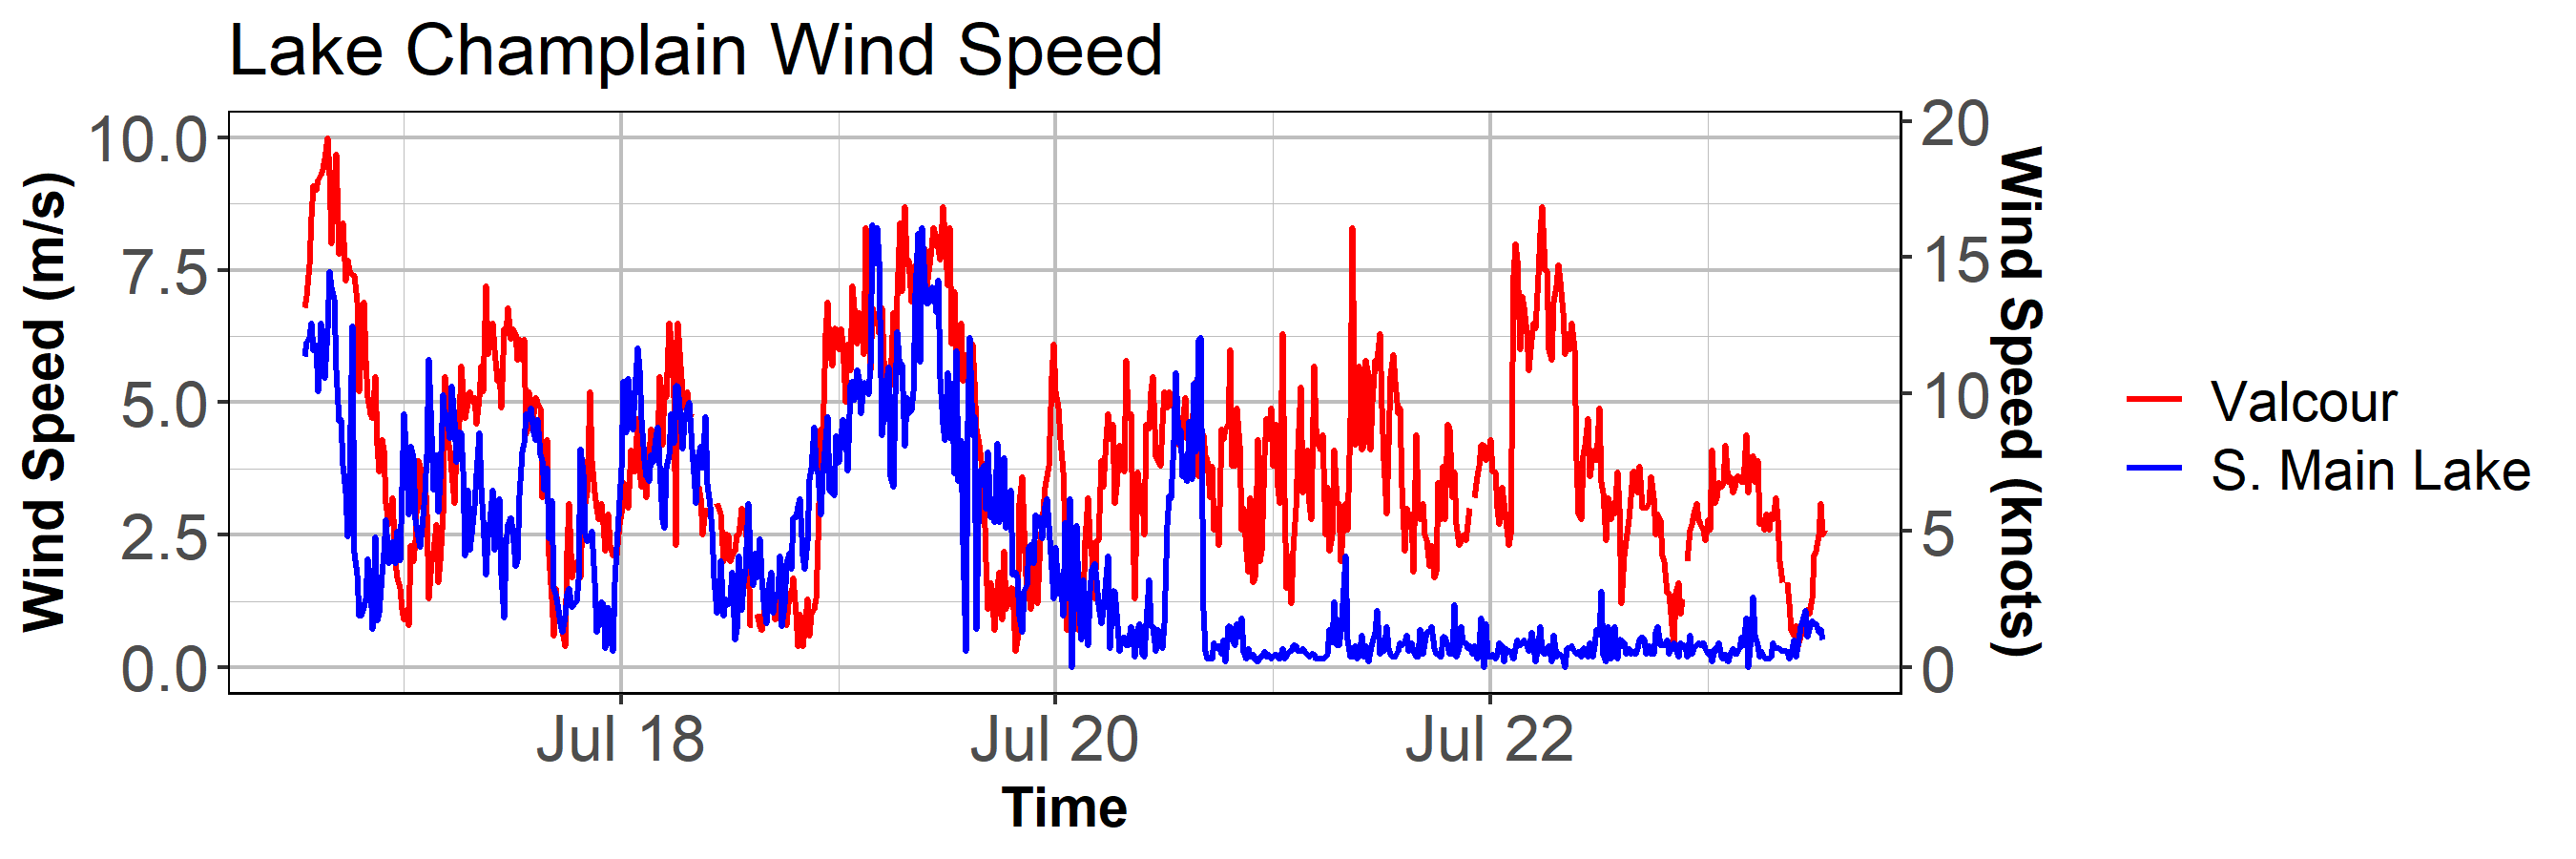 Lake Champlain Wind Speed
Wind Speed (m/s)
10.0
7.5
5.0
2.5
0.0
20
15
10
5
0
Wind Speed (knots)
Jul 18
Jul 20
Jul 22
Time
Valcour
S. Main Lake